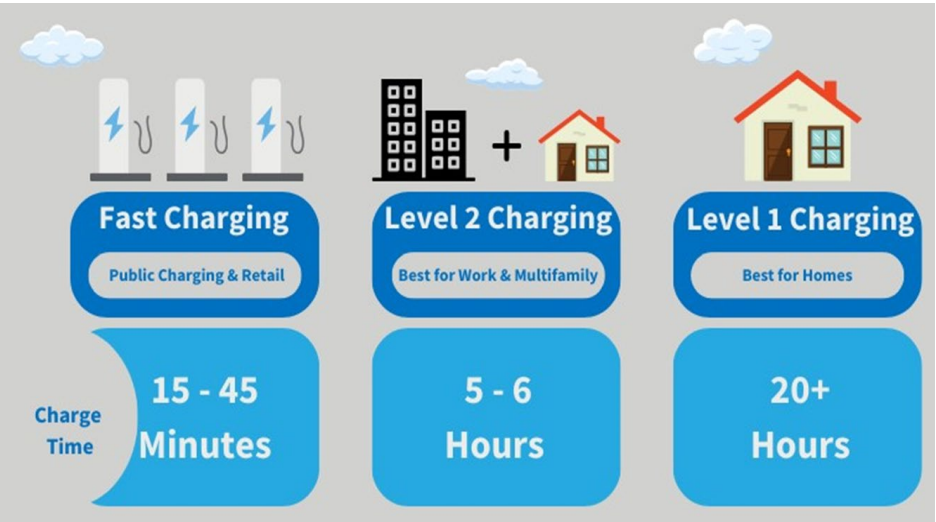 Fast Charging
Public Charging & Retail
Level 2 Charging
Best for Work & Multifamily
Level 1 Charging
Best for Homes
Charge
Time
15 - 45
Minutes
5 - 6
Hours
20+
Hours